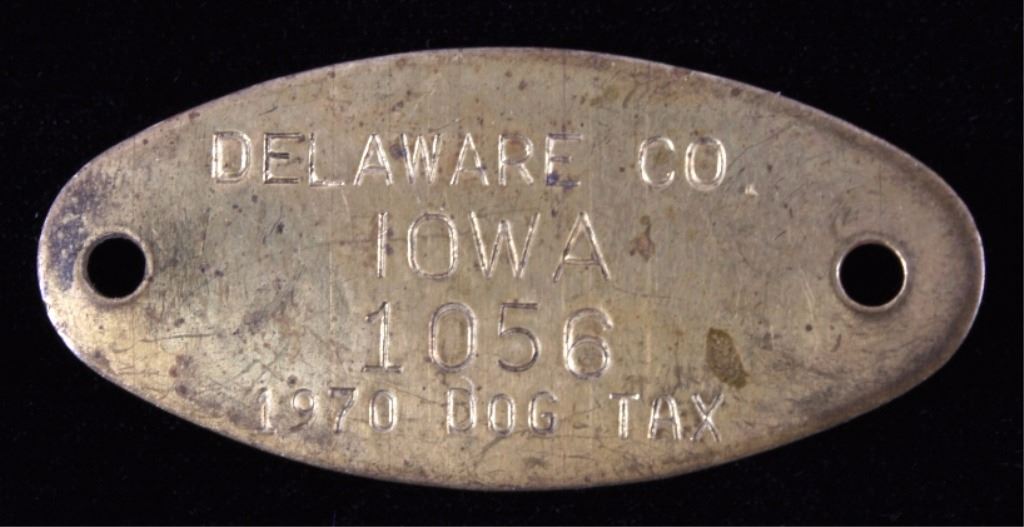 DELAWARE CO.
IOWA
1056
1970 DOG TAX